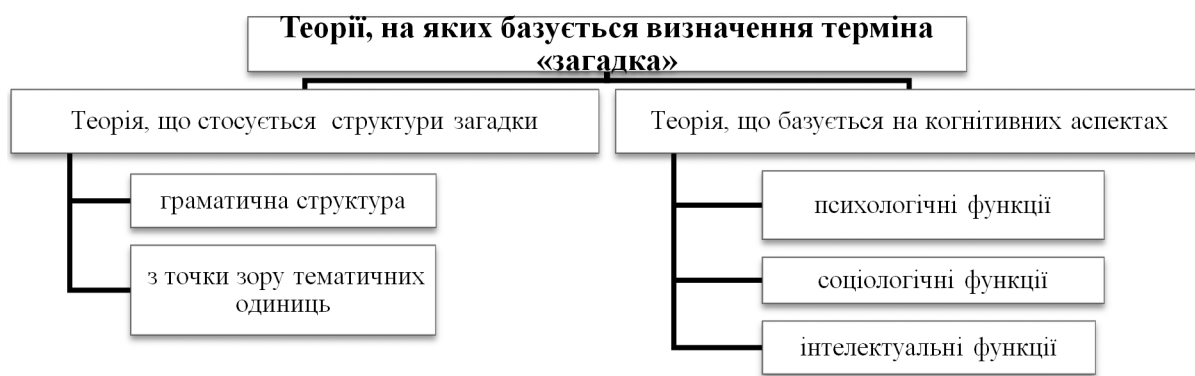 Теорії, на яких базується визначення терміна
«загадка»
Теорія, що стосується структури загадки
граматична структура
з точки зору тематичних
одиниць
Теорія, що базується на когнітивних аспектах
психологічні функції
соціологічні функції
інтелектуальні функції